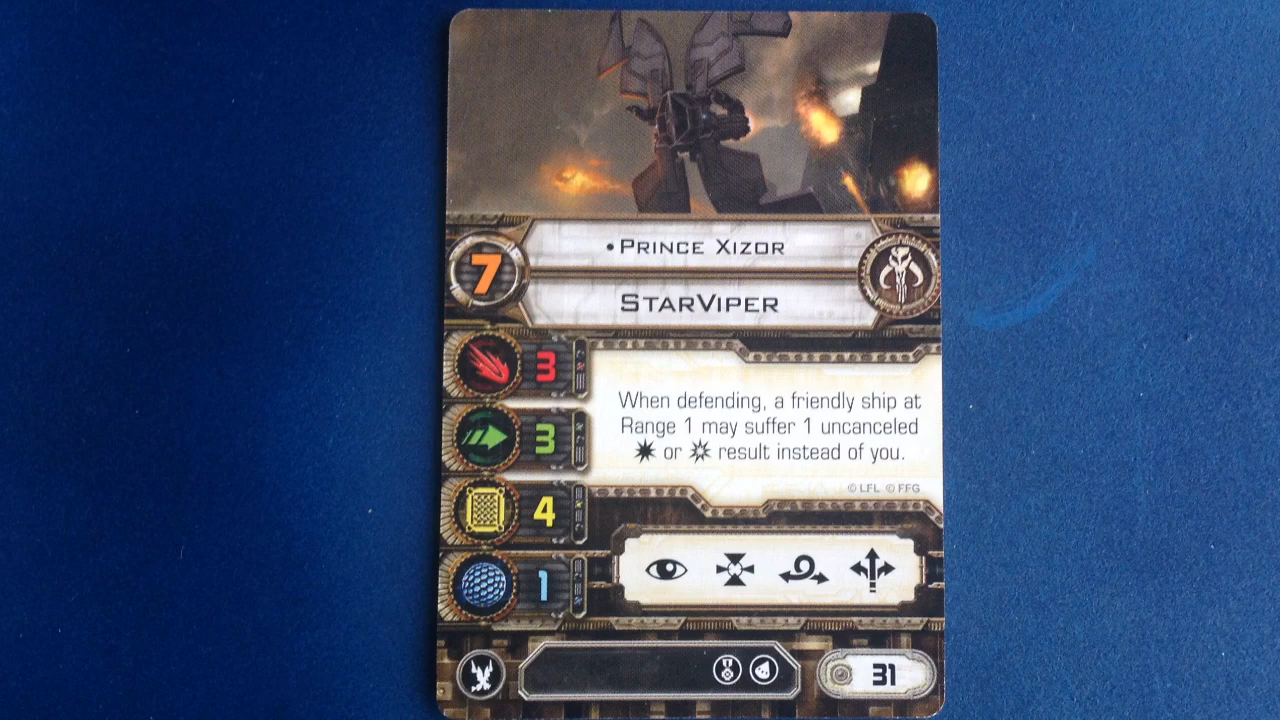 •Prince Xizor
7
StarViper
3
When defending, a friendly ship at
3
Range 1 may suffer 1 uncanceled
or result instead of you.
© LFL © FFG
4
1
31